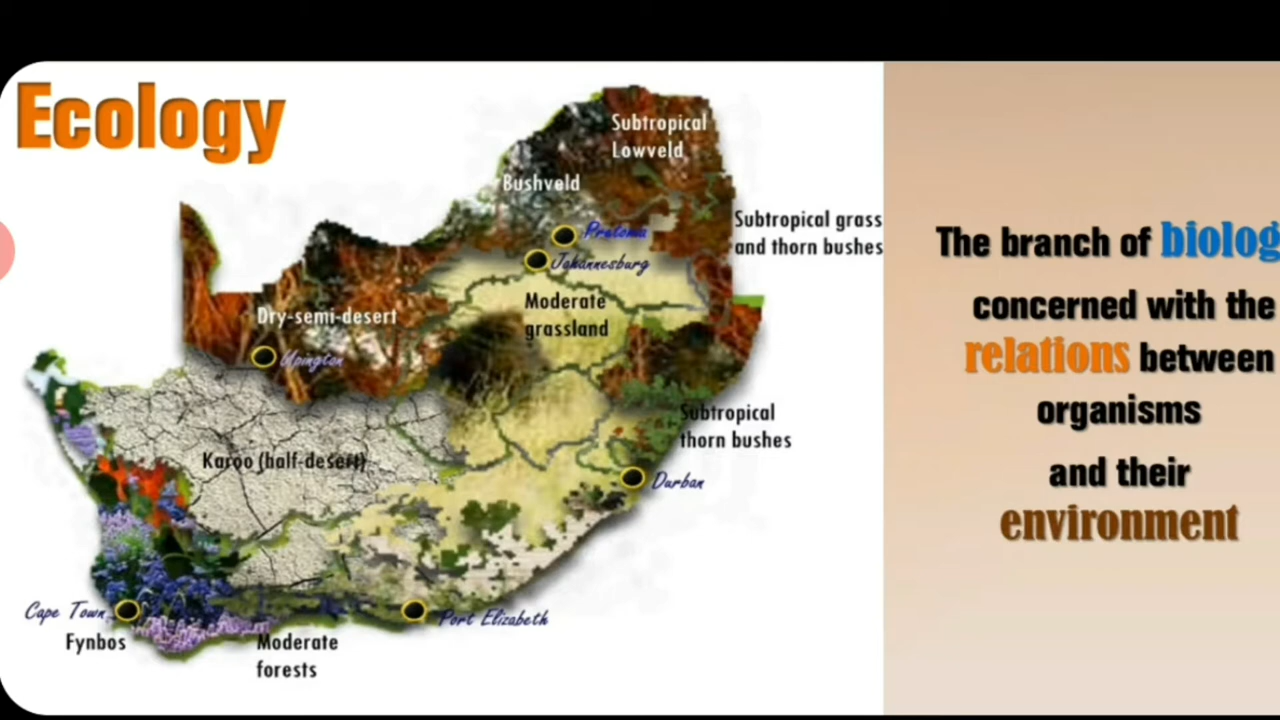 Ecology
Subtropical
Lowveld
Bushveld
Pretoria
Johannesburg
Subtropical grass
and thorn bushes
Moderate
grassland
Dry-semi-desert
Upington
Subtropical
thorn bushes
Karoo (half-desert)
Durban
Cape Town
Port Elizabeth
Fynbos
Moderate
forests
The branch of biolog
concerned with the
relations between
organisms
and their
environment